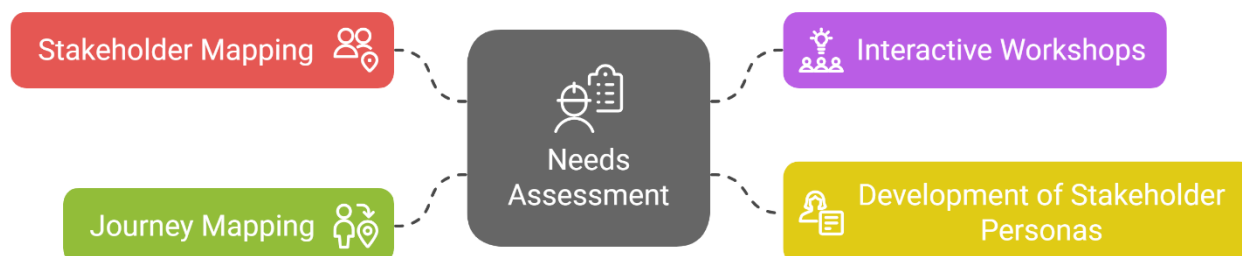 Stakeholder Mapping
Interactive Workshops
Needs
Assessment
Journey Mapping
Development of Stakeholder
Personas